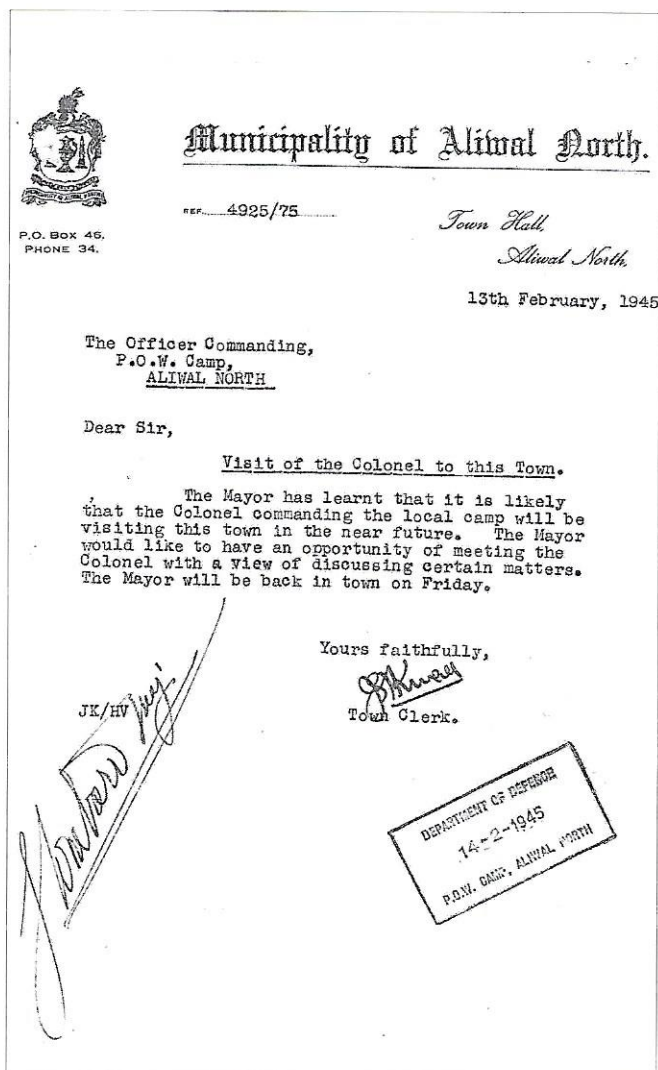 Municipality of Aliwal North.
REF. 4925/75
P.O. BOX 46,
PHONE 34.
Town Hall,
Aliwal North,
13th February, 1945
The Officer Commanding,
P.O.W. Camp,
ALIWAL NORTH
Dear Sir,
Visit of the Colonel to this Town.
The Mayor has learnt that it is likely
that the Colonel commanding the local camp will be
visiting this town in the near future. The Mayor
would like to have an opportunity of meeting the
Colonel with a view of discussing certain matters.
The Mayor will be back in town on Friday.
Yours faithfully,
JK/HV
Town Clerk.
DEPARTMENT OF DEFENCE
14-2-1945
P.O.W. CAMP, ALIWAL NORTH